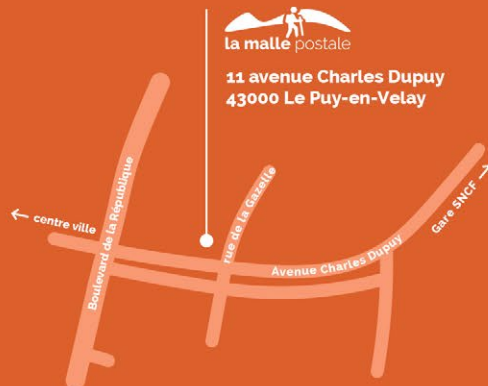 la malle postale
11 avenue Charles Dupuy
43000 Le Puy-en-Velay
Boulevard de la République
rue de la Gazelle
← centre ville
Avenue Charles Dupuy
Gare SNCF →